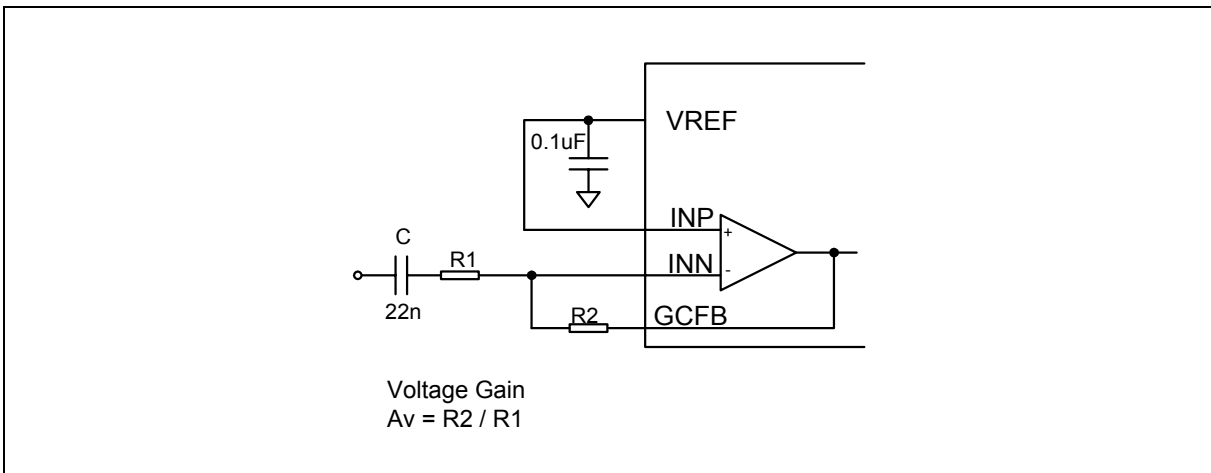 VREF
0.1uF
INP
+
C
R1
INN
-
22n
R2
GCFB
Voltage Gain
Av = R2 / R1